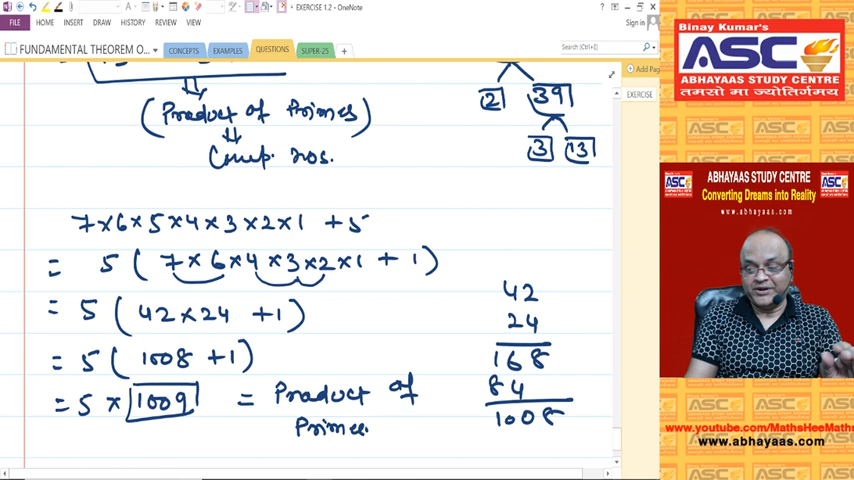 EXERCISE 1.2 - OneNote
Sign in
FILE HOME INSERT DRAW HISTORY REVIEW VIEW
FUNDAMENTAL THEOREM O... CONCEPTS EXAMPLES QUESTIONS SUPER-25 +
Search (Ctrl+E)
Add Pag
EXERCISE
2 39
3 13
(Product of Primes)
Comp. nos.
7×6×5×4×3×2×1 +5
= 5 ( 7×6×4×3×2×1 + 1 )
= 5 ( 42×24 +1 )
= 5 ( 1008 +1 )
= 5 × 1009 = Product of
Primes.
42
24
168
84
1008
Binay Kumar's
ASC
ABHAYAAS STUDY CENTRE
तमसो मा ज्योतिर्गमय
ABHAYAAS STUDY CENTRE
Converting Dreams into Reality
www.abhayaas.com
www.youtube.com/MathsHeeMaths
www.abhayaas.com